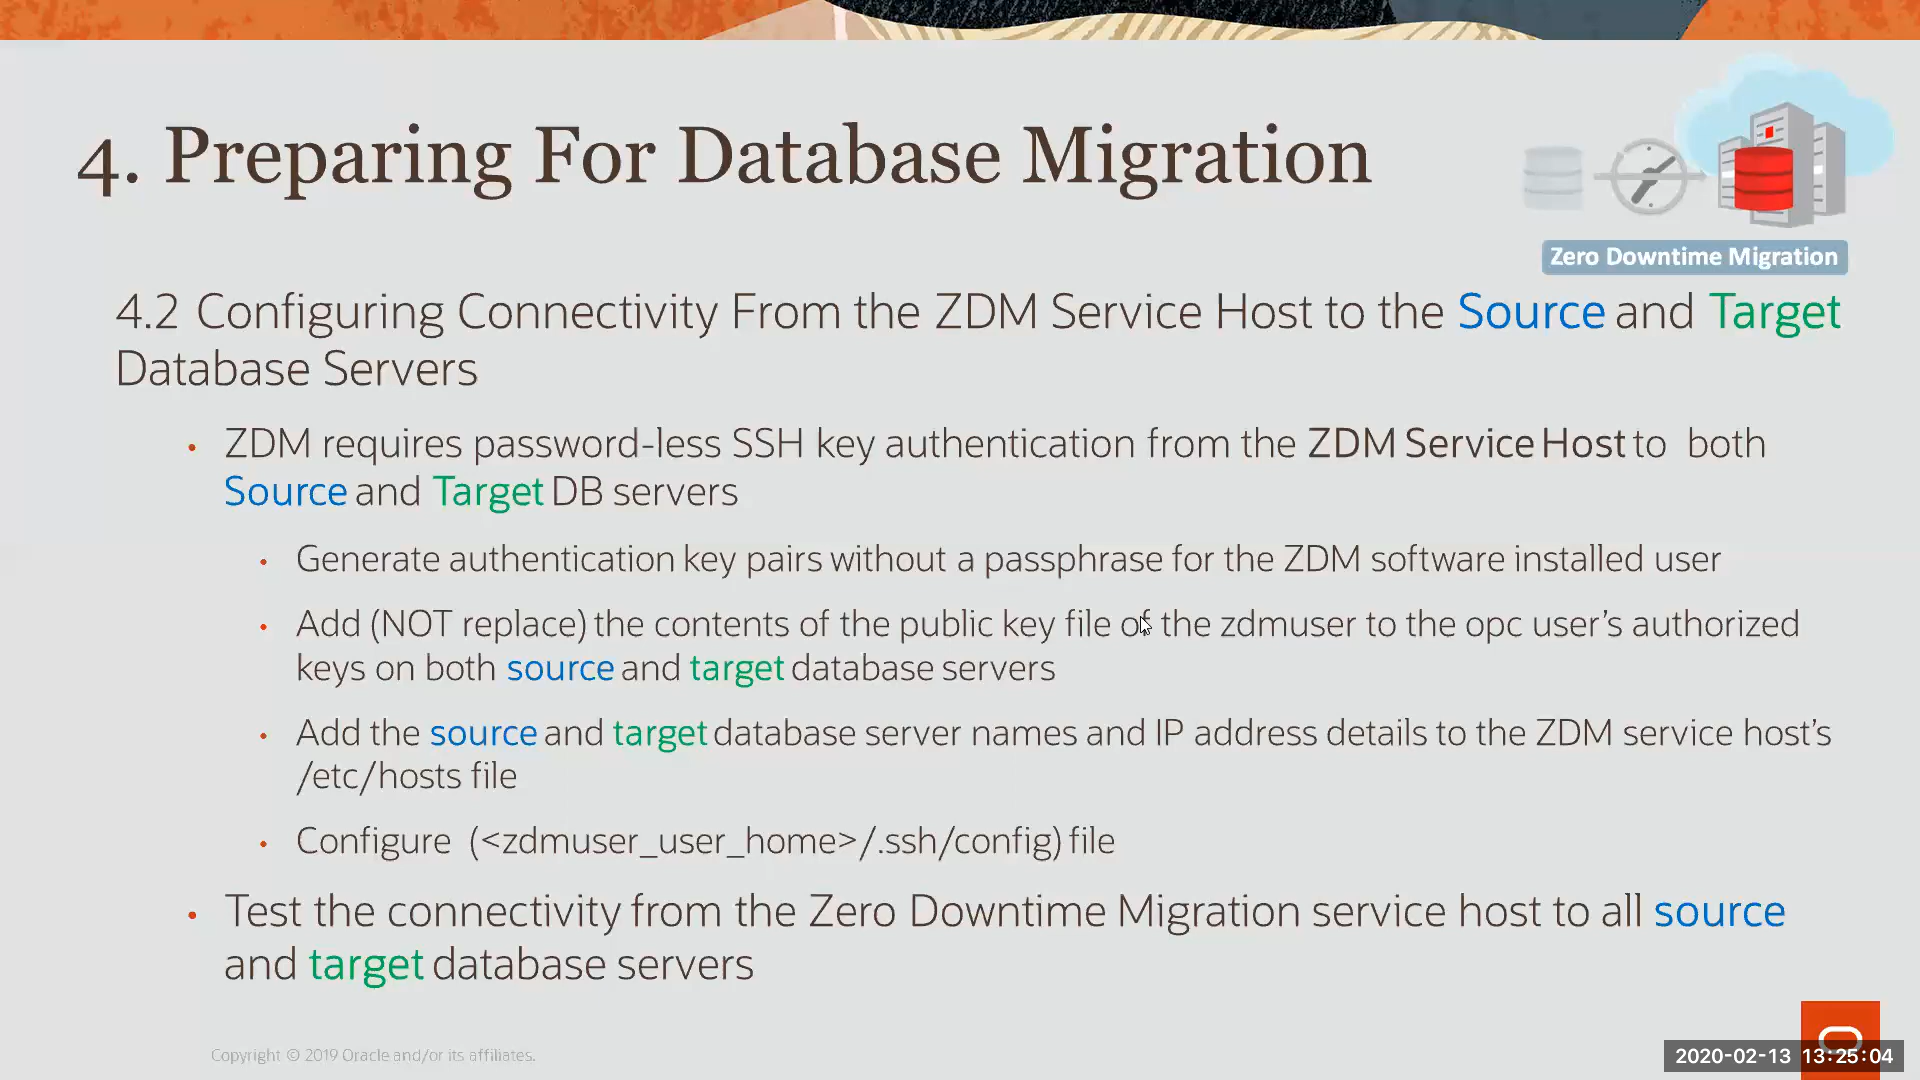 4. Preparing For Database Migration
Zero Downtime Migration
4.2 Configuring Connectivity From the ZDM Service Host to the Source and Target
Database Servers
• ZDM requires password-less SSH key authentication from the ZDM Service Host to both
Source and Target DB servers
• Generate authentication key pairs without a passphrase for the ZDM software installed user
• Add (NOT replace) the contents of the public key file of the zdmuser to the opc user’s authorized
keys on both source and target database servers
• Add the source and target database server names and IP address details to the ZDM service host’s
/etc/hosts file
• Configure (<zdmuser_user_home>/.ssh/config) file
• Test the connectivity from the Zero Downtime Migration service host to all source
and target database servers
Copyright © 2019 Oracle and/or its affiliates.
2020-02-13 13:25:04